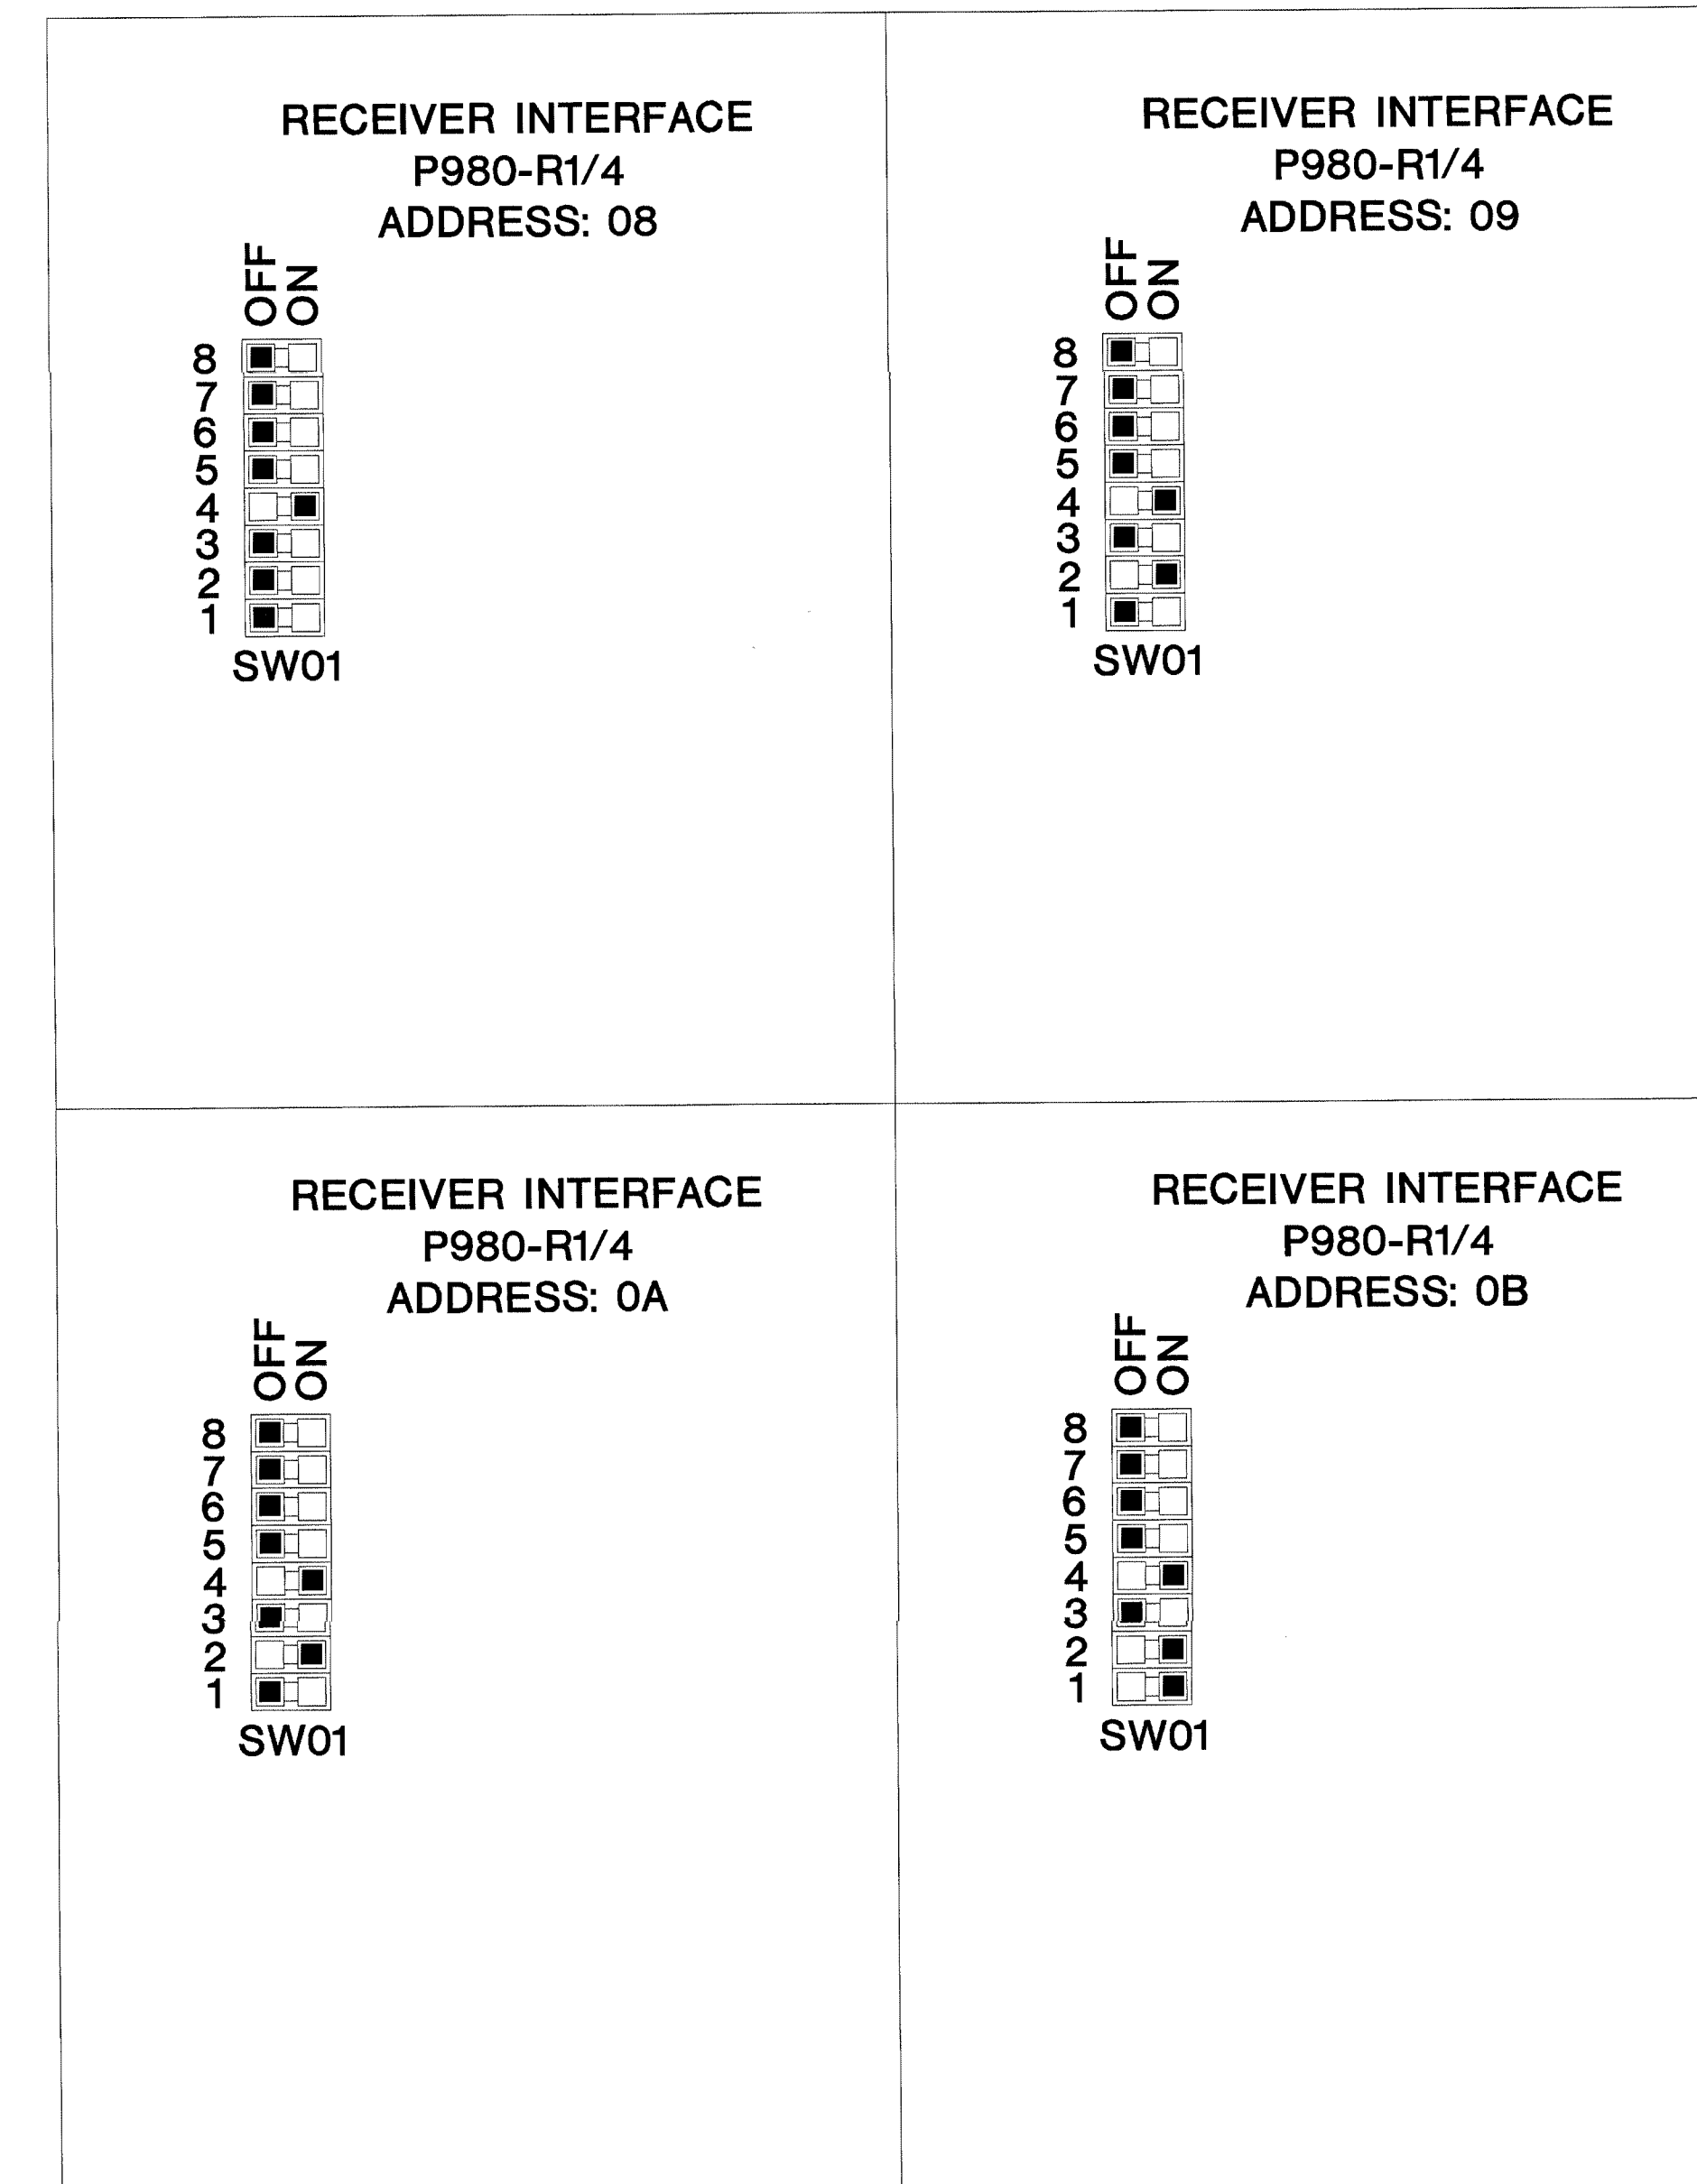 RECEIVER INTERFACE
P980-R1/4
ADDRESS: 08
OFF
ON
8
7
6
5
4
3
2
1
SW01
RECEIVER INTERFACE
P980-R1/4
ADDRESS: 09
OFF
ON
8
7
6
5
4
3
2
1
SW01
RECEIVER INTERFACE
P980-R1/4
ADDRESS: 0A
OFF
ON
8
7
6
5
4
3
2
1
SW01
RECEIVER INTERFACE
P980-R1/4
ADDRESS: 0B
OFF
ON
8
7
6
5
4
3
2
1
SW01